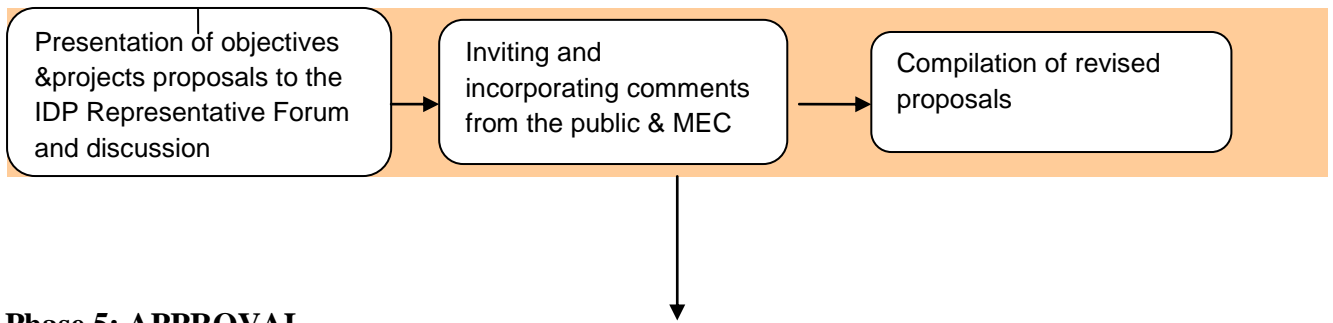 Presentation of objectives
&projects proposals to the
IDP Representative Forum
and discussion
Inviting and
incorporating comments
from the public & MEC
Compilation of revised
proposals
Phase 5: APPROVAL